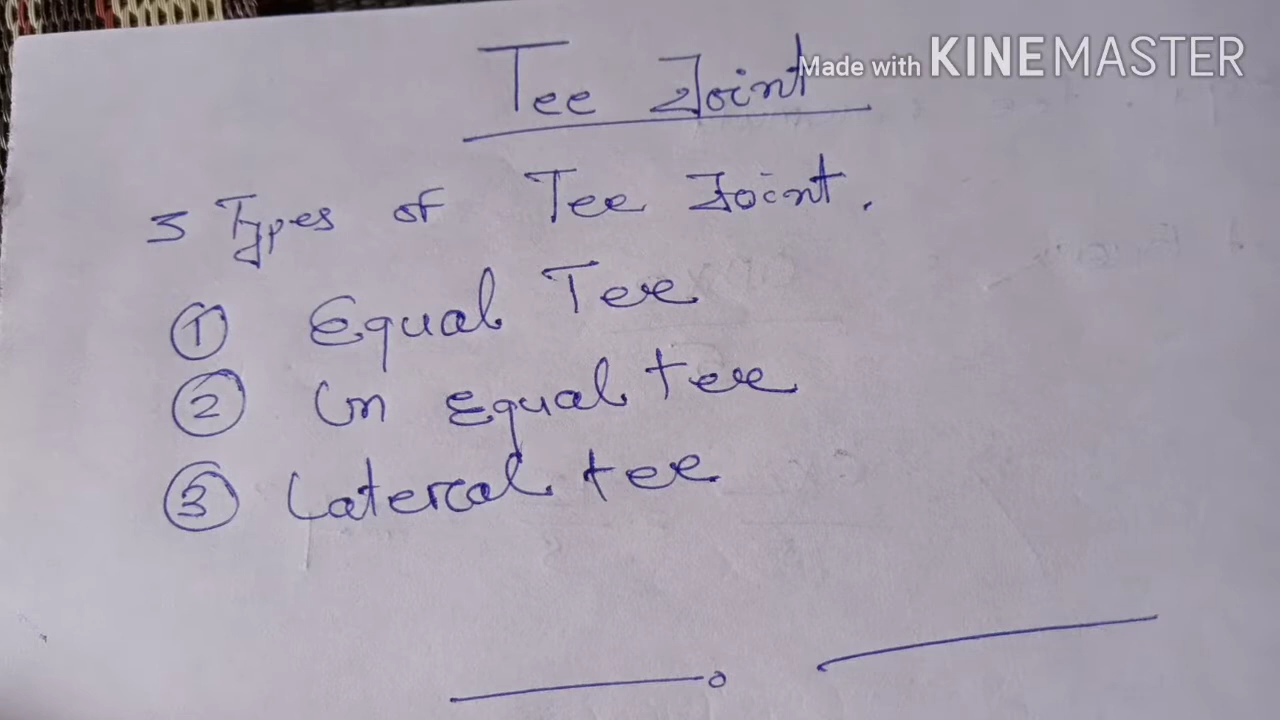 Tee Joint
Made with KINEMASTER
3 Types of Tee Joint.
① Equal Tee
② Un Equal tee
③ Lateral tee